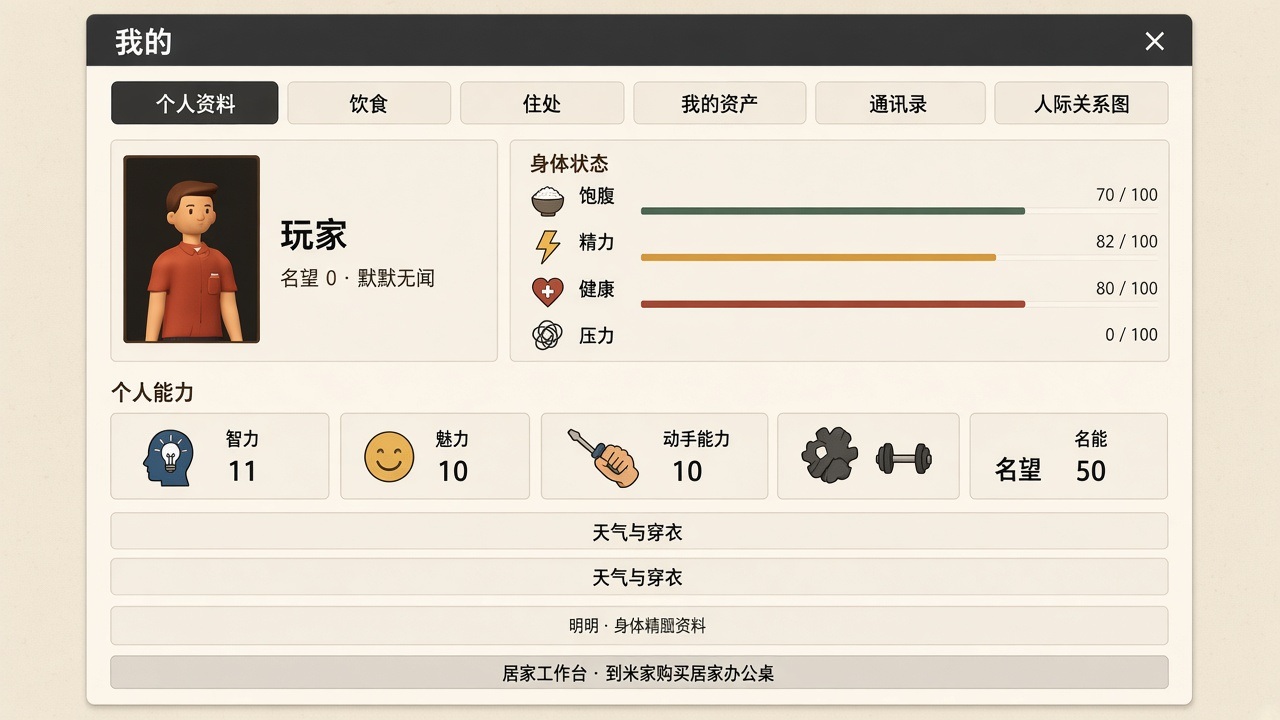 我的
个人资料
饮食
住处
我的资产
通讯录
人际关系图
玩家
名望 0 · 默默无闻
身体状态
饱腹 70 / 100
精力 82 / 100
健康 80 / 100
压力 0 / 100
个人能力
智力
11
魅力
10
动手能力
10
名能
名望 50
天气与穿衣
天气与穿衣
明明 · 身体精 资料
居家工作台 · 到米家购买居家办公桌